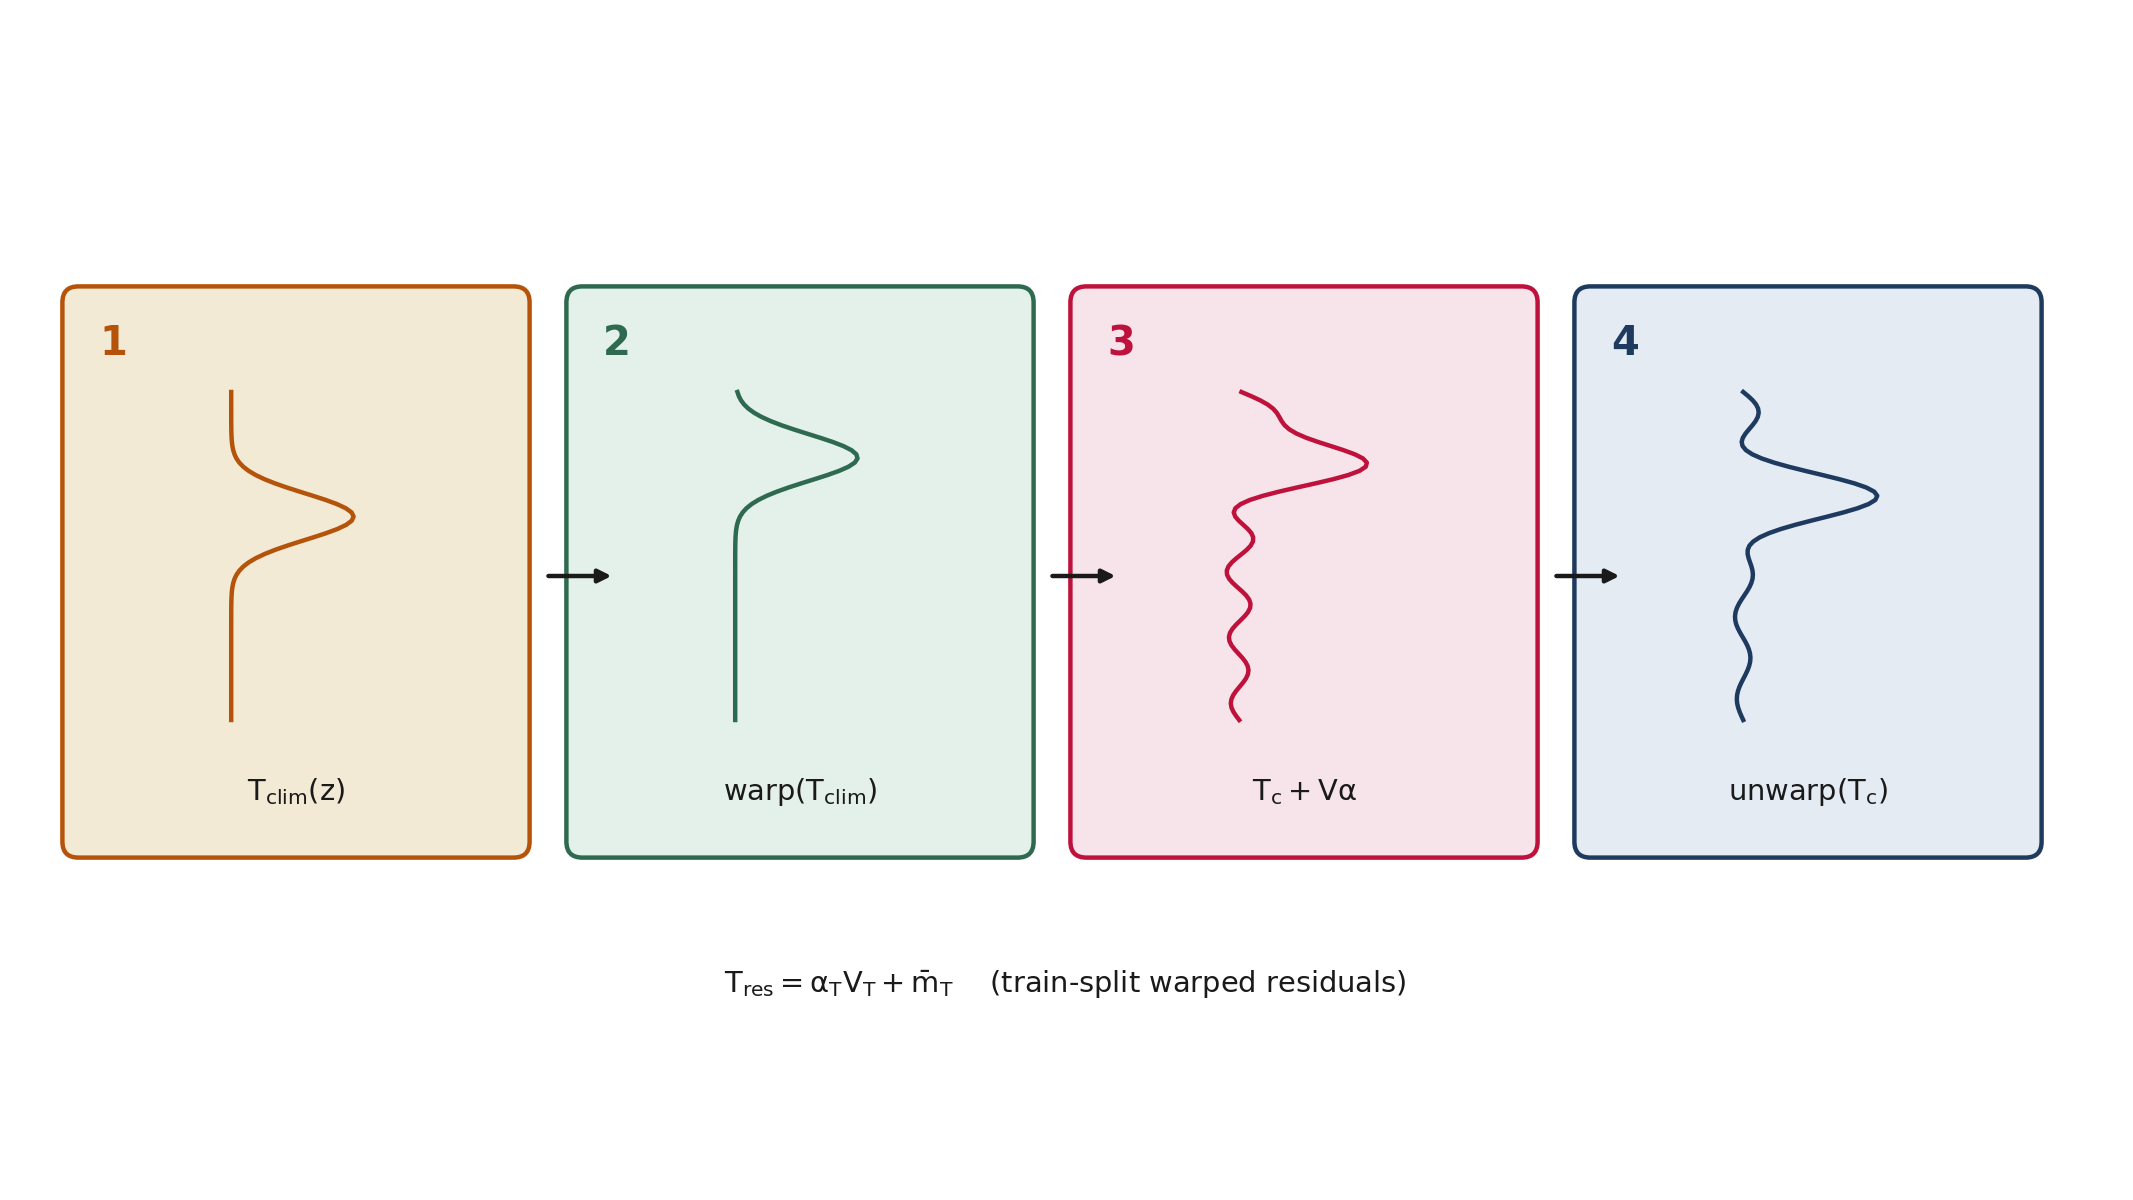 1
2
3
4
T_clim(z)
warp(T_clim)
T_c + Vα
unwarp(T_c)
T_res = α_T V_T + m̄_T (train-split warped residuals)